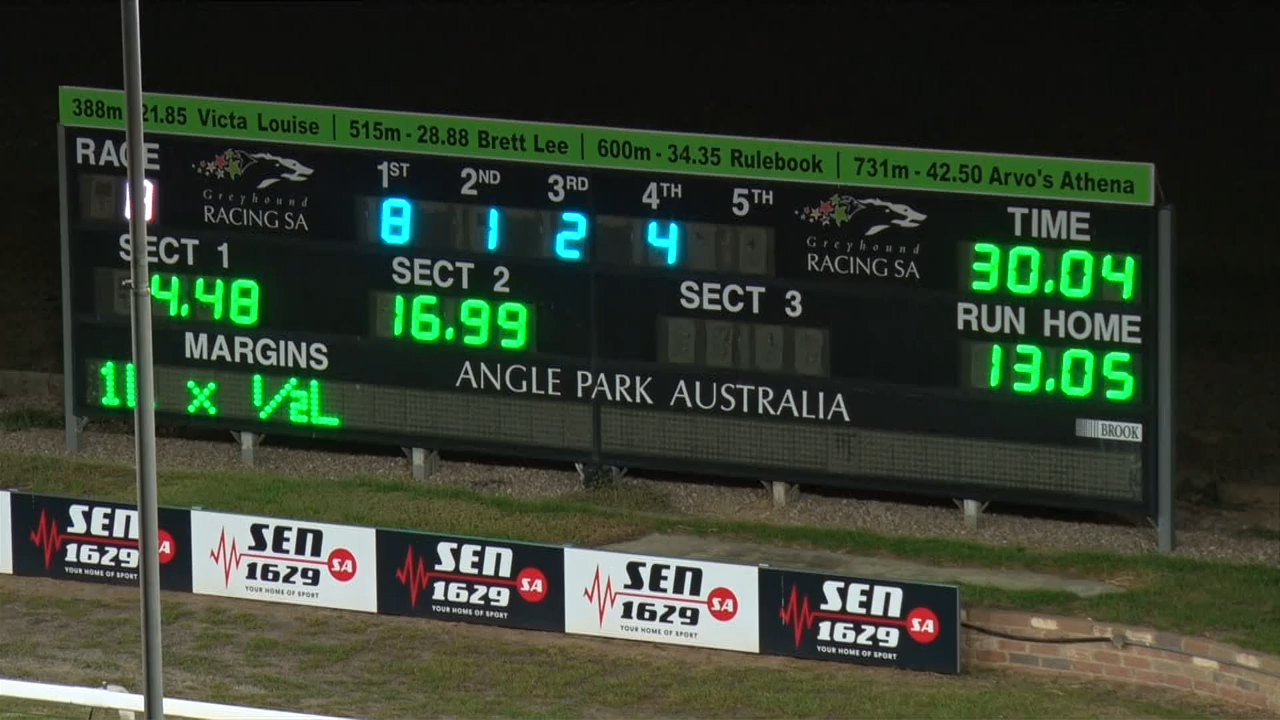 388m 21.85 Victa Louise | 515m - 28.88 Brett Lee | 600m - 34.35 Rulebook | 731m - 42.50 Arvo's Athena
RACE
Greyhound
RACING SA
1ST 2ND 3RD 4TH 5TH
8 1 2 4
Greyhound
RACING SA
TIME
30.04
SECT 1
4.48
SECT 2
16.99
SECT 3
RUN HOME
13.05
MARGINS
1L x 1/2L
ANGLE PARK AUSTRALIA
BROOK
SEN
1629 SA
YOUR HOME OF SPORT
SEN
1629 SA
YOUR HOME OF SPORT
SEN
1629 SA
YOUR HOME OF SPORT
SEN
1629 SA
YOUR HOME OF SPORT
SEN
1629 SA
YOUR HOME OF SPORT